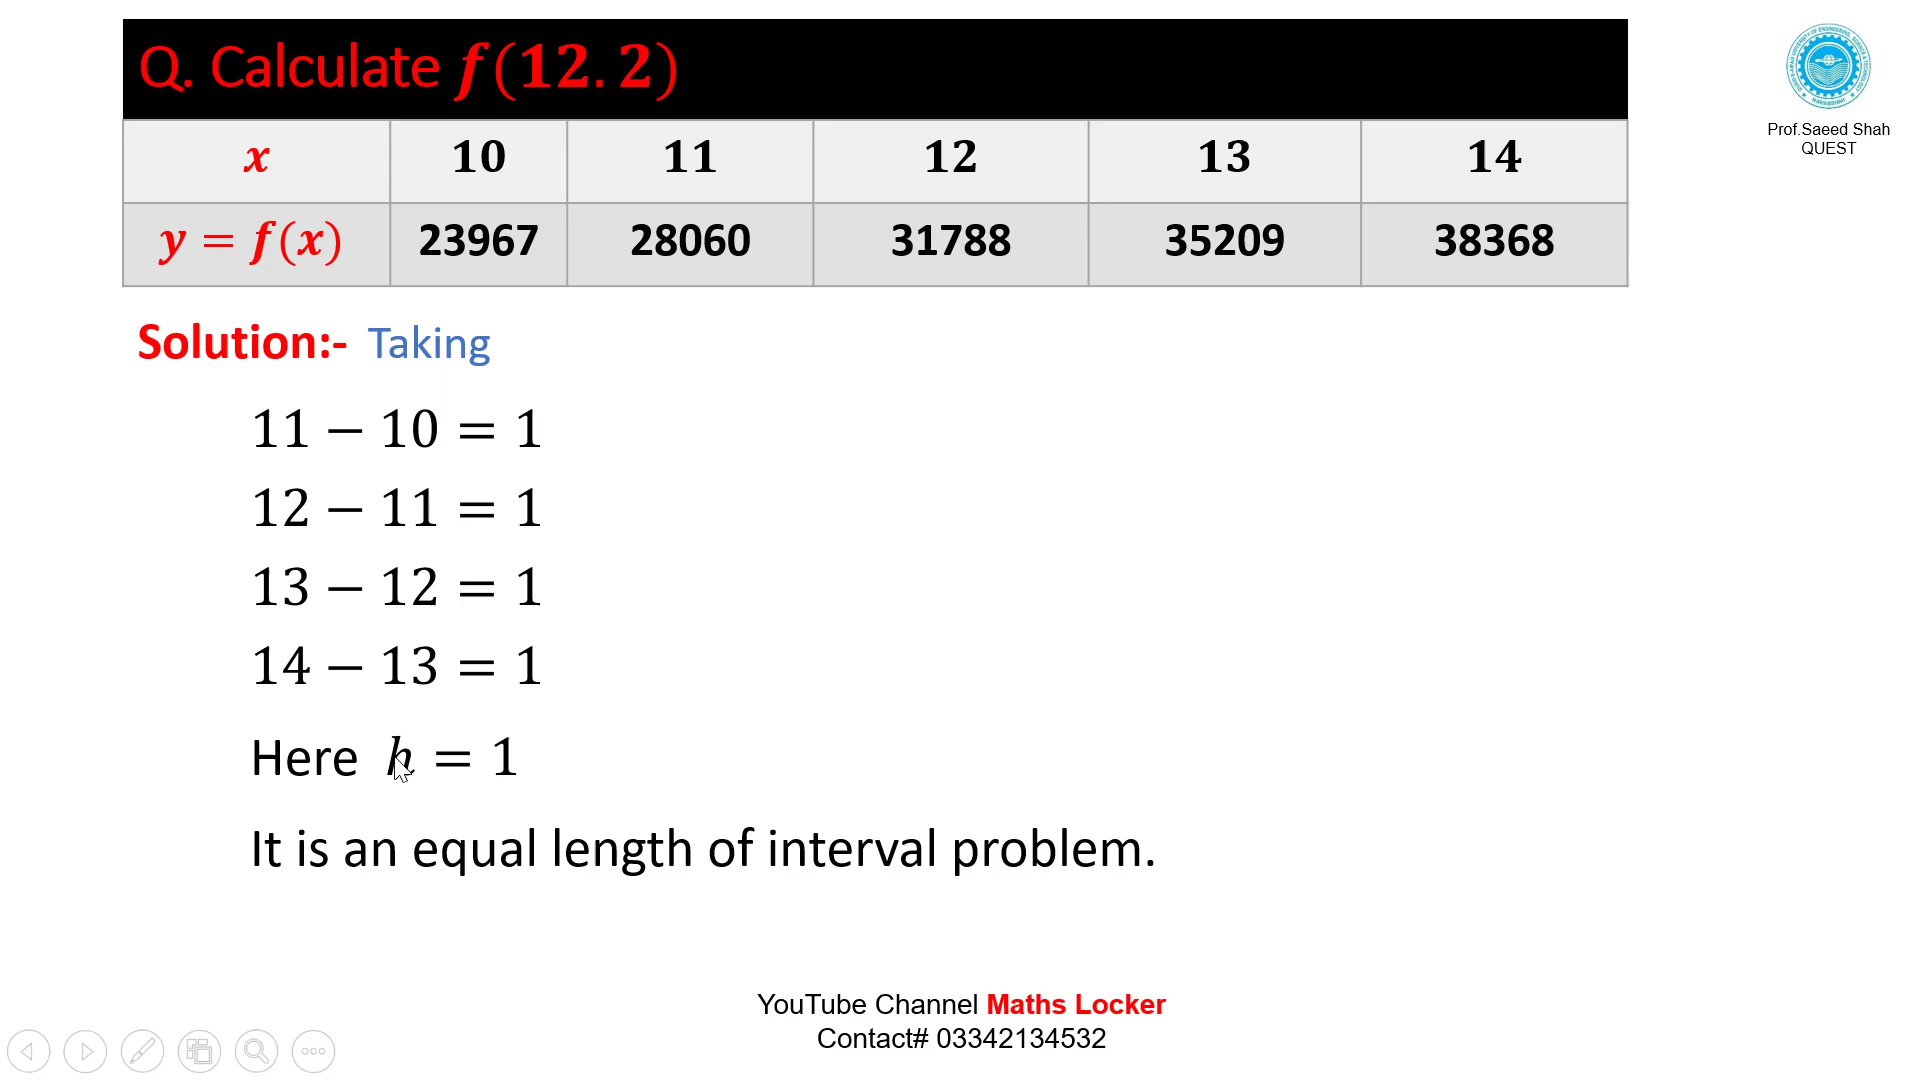 Q. Calculate f(12.2)
Prof.Saeed Shah
QUEST
x 10 11 12 13 14
y = f(x) 23967 28060 31788 35209 38368
Solution:- Taking
11 − 10 = 1
12 − 11 = 1
13 − 12 = 1
14 − 13 = 1
Here h = 1
It is an equal length of interval problem.
YouTube Channel Maths Locker
Contact# 03342134532